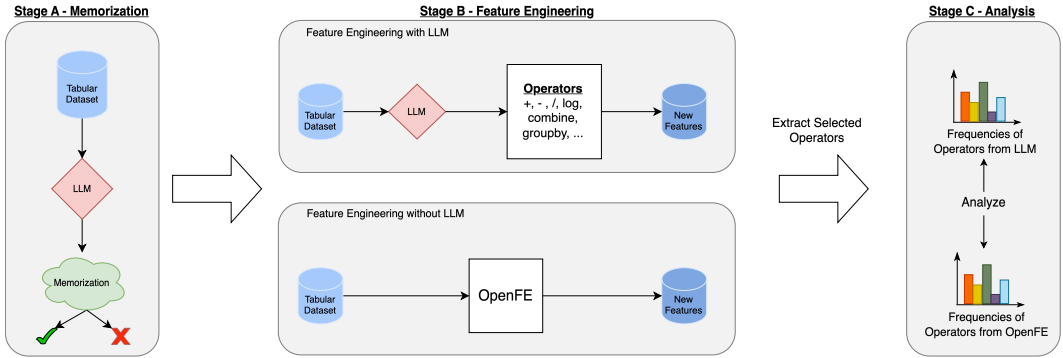 Stage A - Memorization
Tabular
Dataset
LLM
Memorization
Stage B - Feature Engineering
Feature Engineering with LLM
Tabular
Dataset
LLM
Operators
+, - , /, log,
combine,
groupby, ...
New
Features
Feature Engineering without LLM
Tabular
Dataset
OpenFE
New
Features
Extract Selected
Operators
Stage C - Analysis
Frequencies of
Operators from LLM
Analyze
Frequencies of
Operators from OpenFE